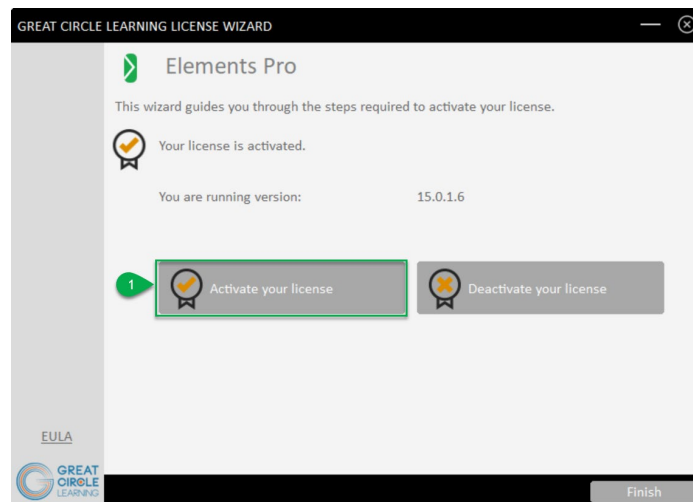 GREAT CIRCLE LEARNING LICENSE WIZARD
Elements Pro
This wizard guides you through the steps required to activate your license.
Your license is activated.
You are running version: 15.0.1.6
1 Activate your license Deactivate your license
EULA
GREAT
CIRCLE
LEARNING
Finish